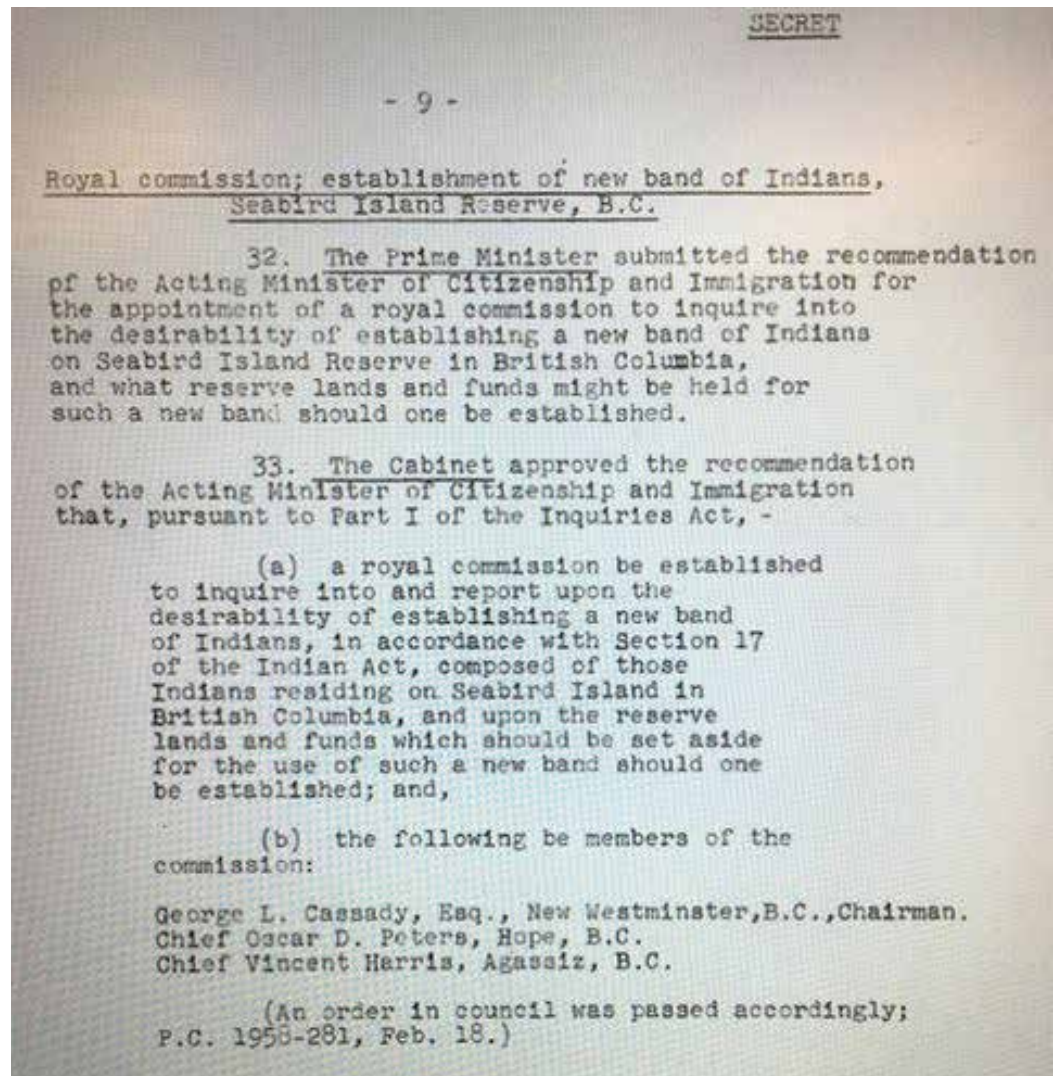 SECRET
- 9 -
Royal commission; establishment of new band of Indians,
Seabird Island Reserve, B.C.
32. The Prime Minister submitted the recommendation
of the Acting Minister of Citizenship and Immigration for
the appointment of a royal commission to inquire into
the desirability of establishing a new band of Indians
on Seabird Island Reserve in British Columbia,
and what reserve lands and funds might be held for
such a new band should one be established.
33. The Cabinet approved the recommendation
of the Acting Minister of Citizenship and Immigration
that, pursuant to Part I of the Inquiries Act, -
(a) a royal commission be established
to inquire into and report upon the
desirability of establishing a new band
of Indians, in accordance with Section 17
of the Indian Act, composed of those
Indians residing on Seabird Island in
British Columbia, and upon the reserve
lands and funds which should be set aside
for the use of such a new band should one
be established; and,
(b) the following be members of the
commission:
George L. Cassady, Esq., New Westminster,B.C.,Chairman.
Chief Oscar D. Peters, Hope, B.C.
Chief Vincent Harris, Agassiz, B.C.
(An order in council was passed accordingly;
P.C. 1958-281, Feb. 18.)